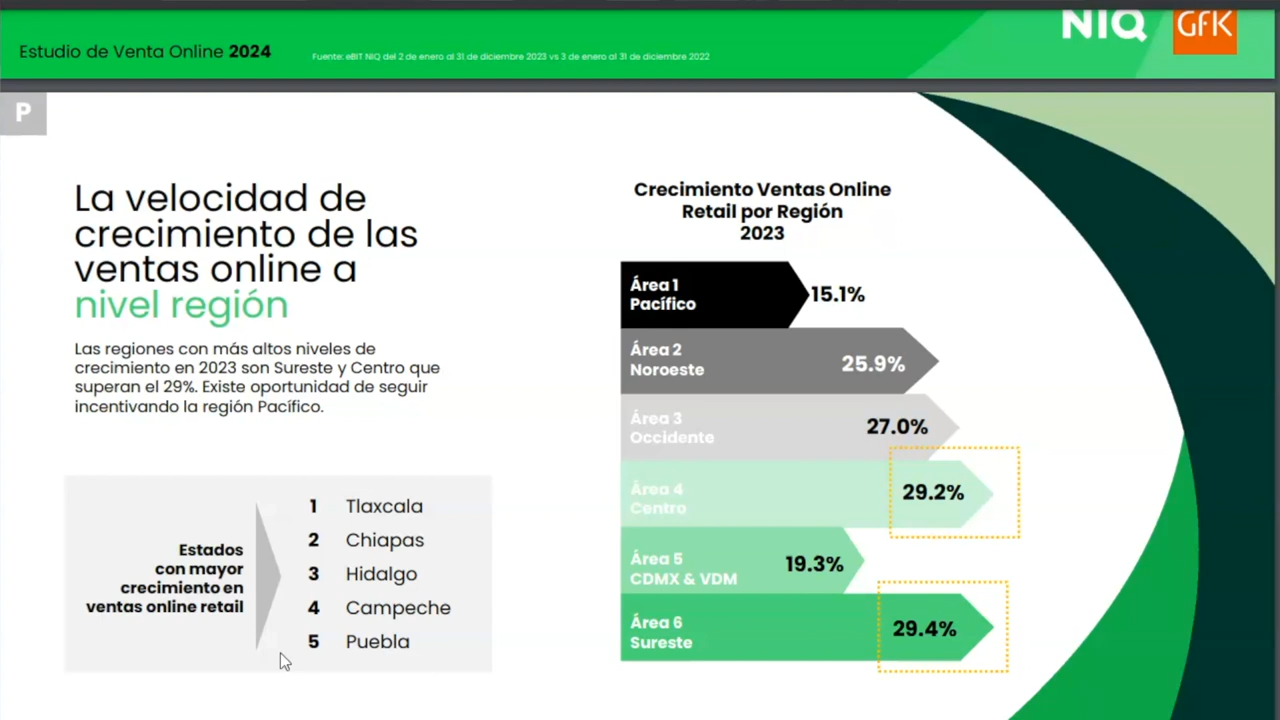 NIQ
GfK
Estudio de Venta Online 2024
Fuente: eBIT NIQ del 2 de enero al 31 de diciembre 2023 vs 3 de enero al 31 de diciembre 2022
P
La velocidad de
crecimiento de las
ventas online a
nivel región
Las regiones con más altos niveles de
crecimiento en 2023 son Sureste y Centro que
superan el 29%. Existe oportunidad de seguir
incentivando la región Pacífico.
Estados
con mayor
crecimiento en
ventas online retail
1 Tlaxcala
2 Chiapas
3 Hidalgo
4 Campeche
5 Puebla
Crecimiento Ventas Online
Retail por Región
2023
Área 1
Pacífico
15.1%
Área 2
Noroeste
25.9%
Área 3
Occidente
27.0%
Área 4
Centro
29.2%
Área 5
CDMX & VDM
19.3%
Área 6
Sureste
29.4%